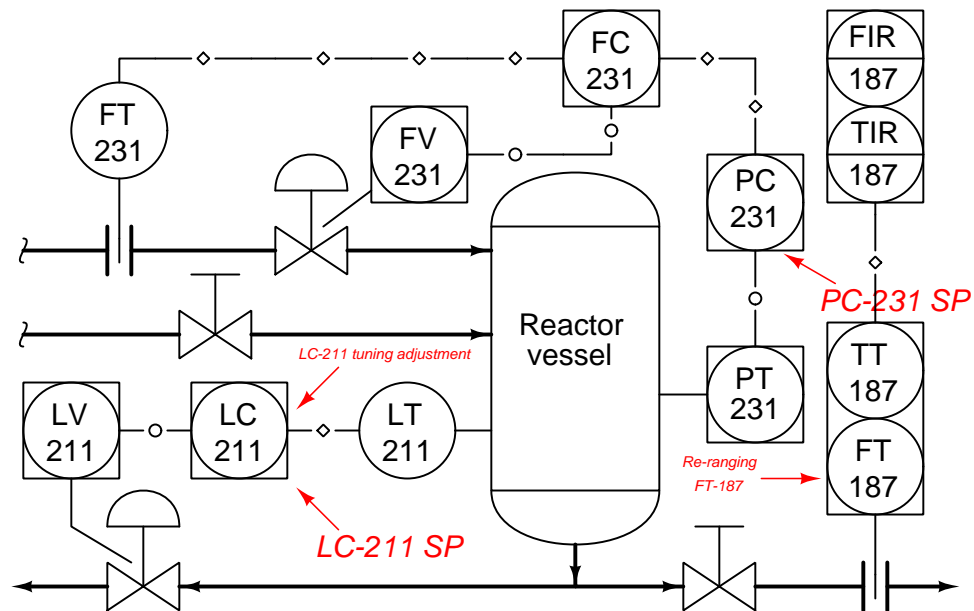 FC
231
FIR
187
TIR
187
FT
231
FV
231
PC
231
PC-231 SP
Reactor
vessel
LC-211 tuning adjustment
TT
187
PT
231
LV
211
LC
211
LT
211
FT
187
Re-ranging
FT-187
LC-211 SP